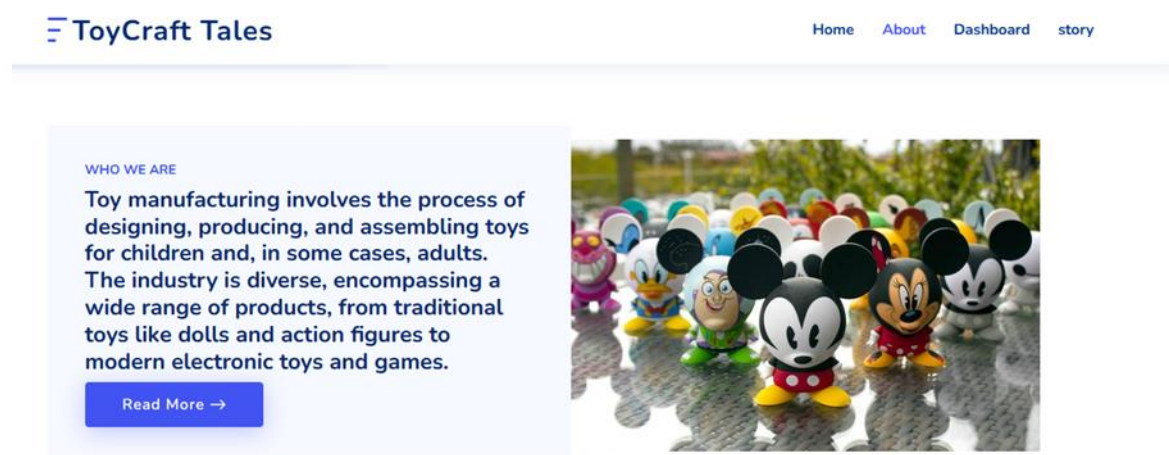 ToyCraft Tales
Home About Dashboard story
WHO WE ARE
Toy manufacturing involves the process of
designing, producing, and assembling toys
for children and, in some cases, adults.
The industry is diverse, encompassing a
wide range of products, from traditional
toys like dolls and action figures to
modern electronic toys and games.
Read More →